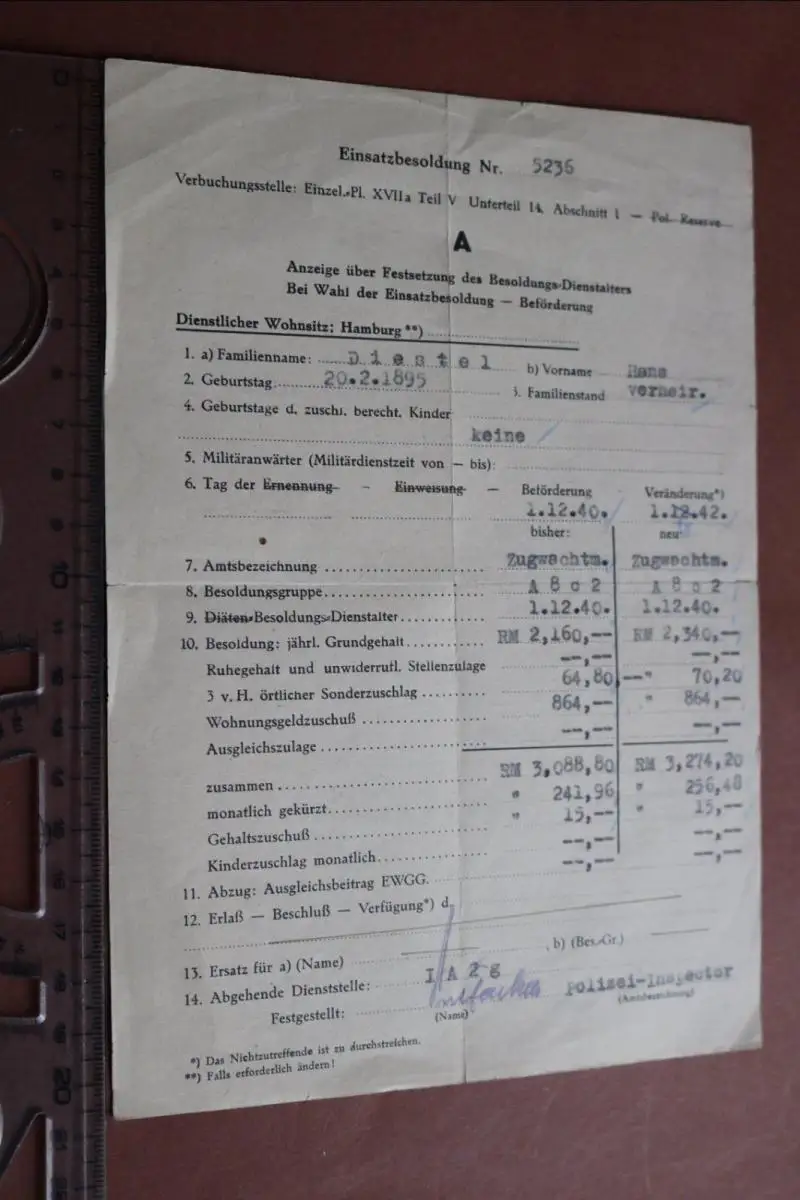 Einsatzbesoldung Nr. 5236
Verbuchungsstelle: Einzel-Pl. XVIIa Teil V Unterteil 14, Abschnitt 1 — Pol. Reserve
A
Anzeige über Festsetzung des Besoldungs-Dienstalters
Bei Wahl der Einsatzbesoldung — Beförderung
Dienstlicher Wohnsitz: Hamburg **)
1. a) Familienname: Diestel b) Vorname Hans
2. Geburtstag 20.2.1895 3. Familienstand verheir.
4. Geburtstage d. zuschl. berecht. Kinder
keine
5. Militäranwärter (Militärdienstzeit von — bis):
6. Tag der Ernennung - Einweisung — Beförderung Veränderung*)
1.12.40. 1.12.42.
bisher: neu:
7. Amtsbezeichnung Zugwachtm. Zugwachtm.
8. Besoldungsgruppe A 8 c 2 A 8 c 2
9. Diäten-Besoldungs-Dienstalter 1.12.40. 1.12.40.
10. Besoldung: jährl. Grundgehalt RM 2,160,-- RM 2,340,--
Ruhegehalt und unwiderrufl. Stellenzulage --,-- --,--
3 v. H. örtlicher Sonderzuschlag 64,80 --" 70,20
Wohnungsgeldzuschuß 864,-- " 864,--
Ausgleichszulage --,-- --,--
zusammen RM 3,088,80 RM 3,274,20
monatlich gekürzt " 241,96 " 256,48
Gehaltszuschuß " 15,-- " 15,--
Kinderzuschlag monatlich --,-- --,--
11. Abzug: Ausgleichsbeitrag EWGG. --,-- --,--
12. Erlaß — Beschluß — Verfügung*) d
13. Ersatz für a) (Name) , b) (Bes.-Gr.)
14. Abgehende Dienststelle: I A 2 g
Festgestellt: Polizei-Inspector
(Name) (Amtsbezeichnung)
*) Das Nichtzutreffende ist zu durchstreichen.
**) Falls erforderlich ändern!
0
10
17
19
20
21